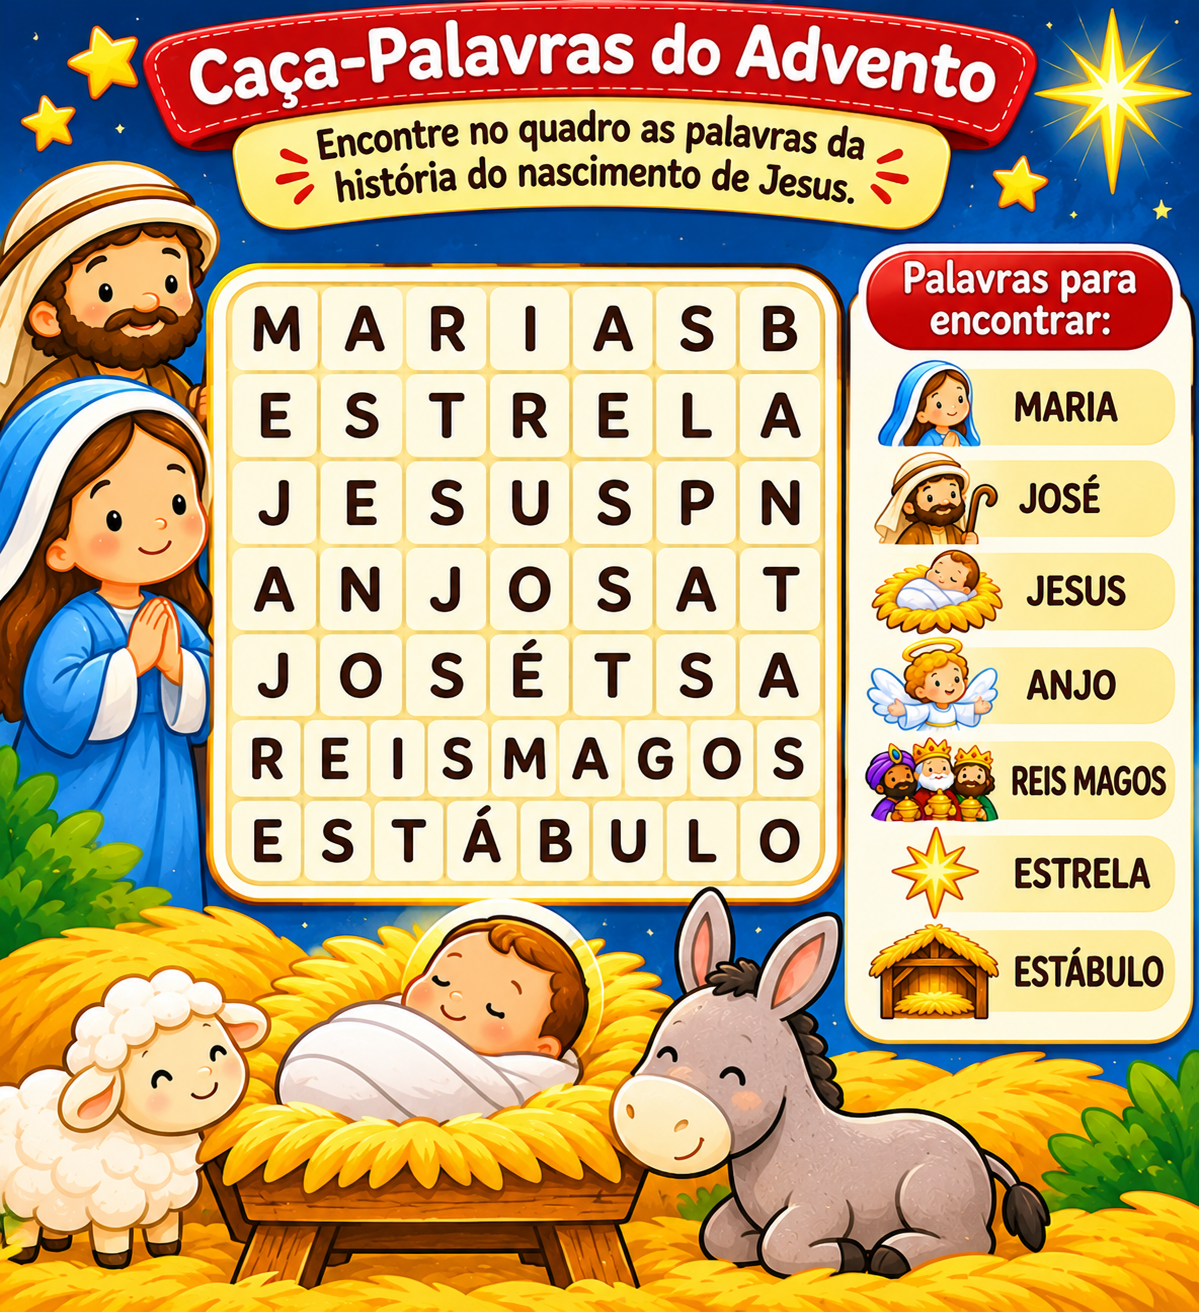 Caça-Palavras do Advento
Encontre no quadro as palavras da
história do nascimento de Jesus.
M A R I A S B
E S T R E L A
J E S U S P N
A N J O S A T
J O S É T S A
R E I S M A G O S
E S T Á B U L O
Palavras para
encontrar:
MARIA
JOSÉ
JESUS
ANJO
REIS MAGOS
ESTRELA
ESTÁBULO